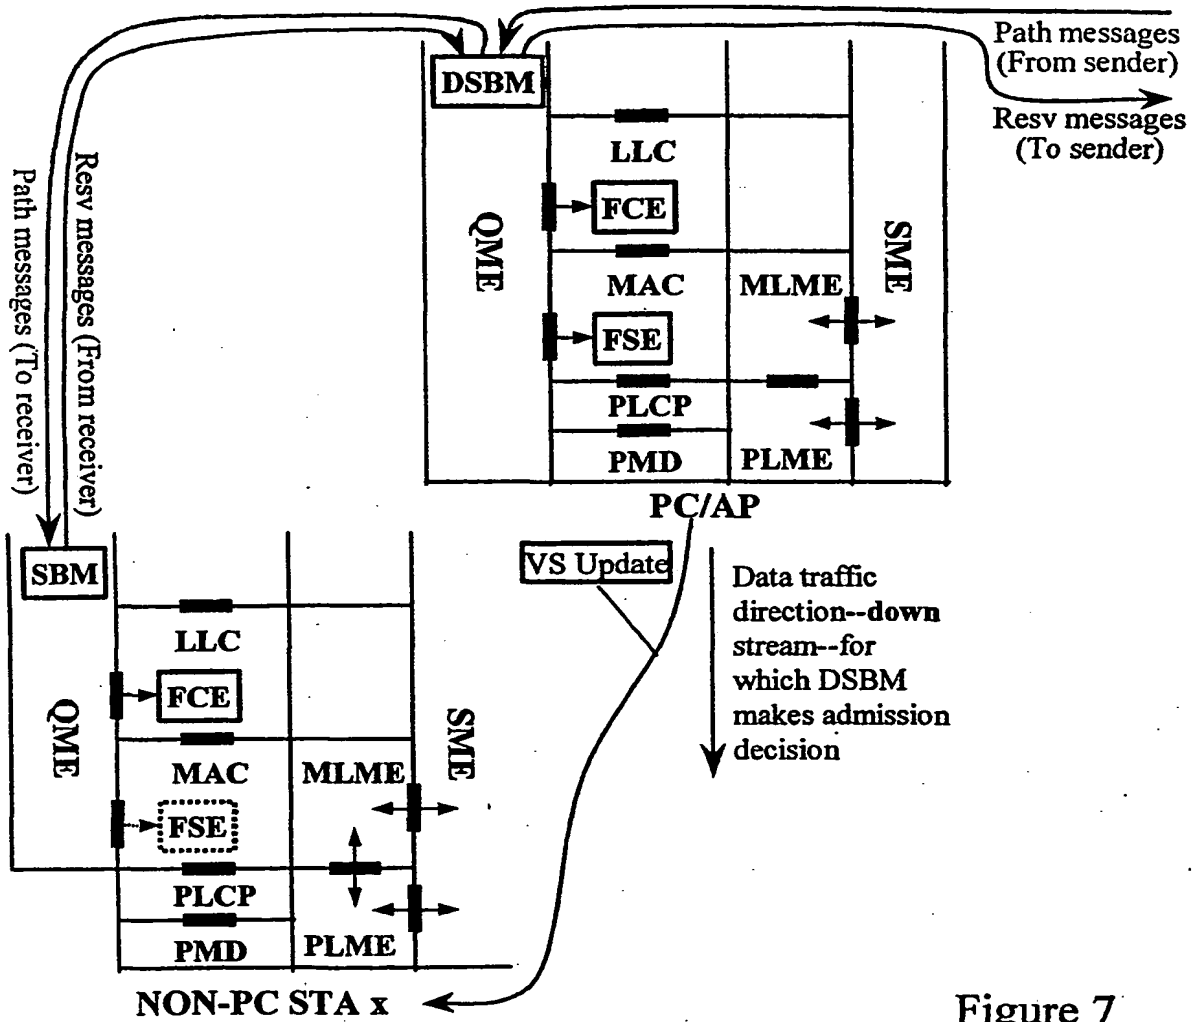 Path messages
(From sender)
Resv messages
(To sender)
DSBM
LLC
FCE
QME
SME
MAC
MLME
FSE
PLCP
PMD
PLME
PC/AP
Path messages (To receiver)
Resv messages (From receiver)
VS Update
Data traffic
direction--down
stream--for
which DSBM
makes admission
decision
SBM
LLC
FCE
QME
SME
MAC
MLME
FSE
PLCP
PMD
PLME
NON-PC STA x
Figure 7